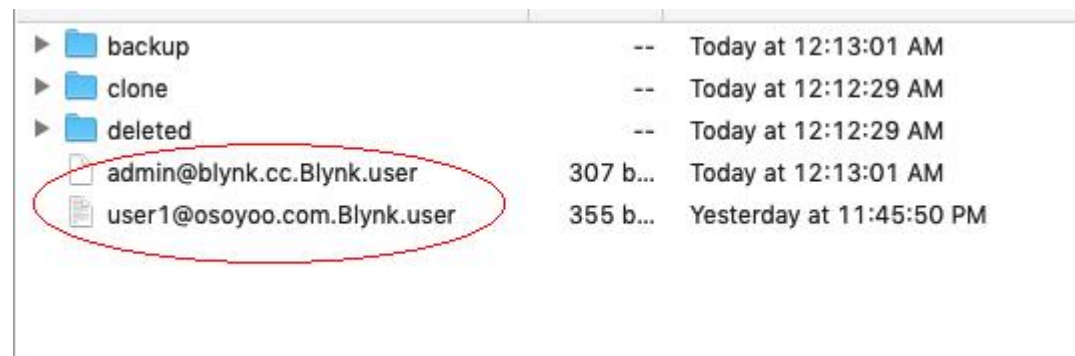 backup -- Today at 12:13:01 AM
clone -- Today at 12:12:29 AM
deleted -- Today at 12:12:29 AM
admin@blynk.cc.Blynk.user 307 b... Today at 12:13:01 AM
user1@osoyoo.com.Blynk.user 355 b... Yesterday at 11:45:50 PM